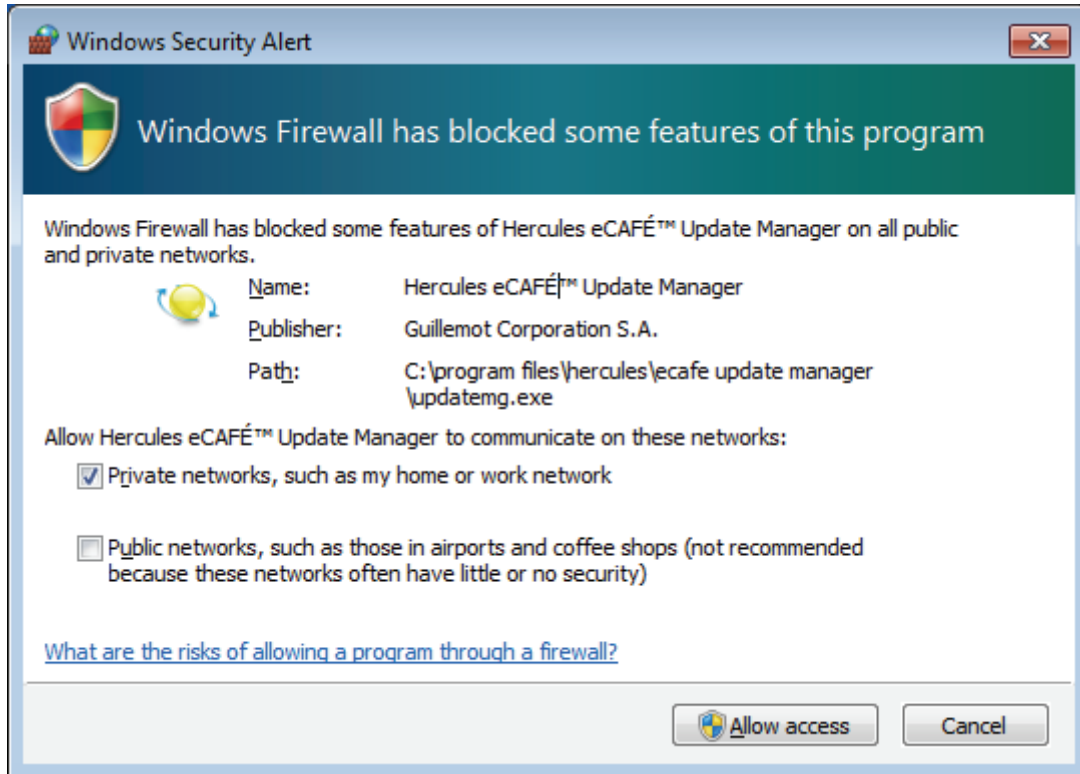 Windows Security Alert
Windows Firewall has blocked some features of this program
Windows Firewall has blocked some features of Hercules eCAFÉ™ Update Manager on all public
and private networks.
Name: Hercules eCAFÉ™ Update Manager
Publisher: Guillemot Corporation S.A.
Path: C:\program files\hercules\ecafe update manager
\updatemg.exe
Allow Hercules eCAFÉ™ Update Manager to communicate on these networks:
Private networks, such as my home or work network
Public networks, such as those in airports and coffee shops (not recommended
because these networks often have little or no security)
What are the risks of allowing a program through a firewall?
Allow access Cancel